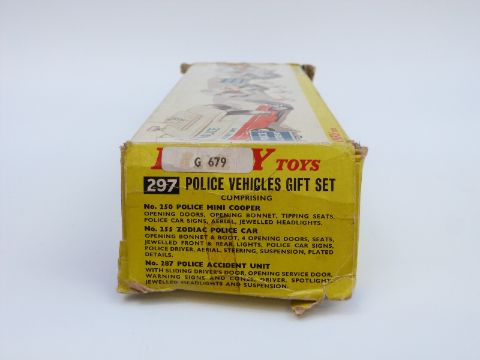 G 679
TOYS
297 POLICE VEHICLES GIFT SET
COMPRISING
No. 250 POLICE MINI COOPER
OPENING DOORS, OPENING BONNET, TIPPING SEATS,
POLICE CAR SIGNS, AERIAL, JEWELLED HEADLIGHTS.
No. 255 ZODIAC POLICE CAR
OPENING BONNET & BOOT, 4 OPENING DOORS, SEATS,
JEWELLED FRONT & REAR LIGHTS, POLICE CAR SIGNS,
POLICE DRIVER, AERIAL, STEERING, SUSPENSION, PLATED
DETAILS.
No. 287 POLICE ACCIDENT UNIT
WITH SLIDING DRIVER'S DOOR, OPENING SERVICE DOOR,
WARNING SIGNS AND CONES, DRIVER, SPOTLIGHT,
JEWELLED HEADLIGHTS AND SUSPENSION.